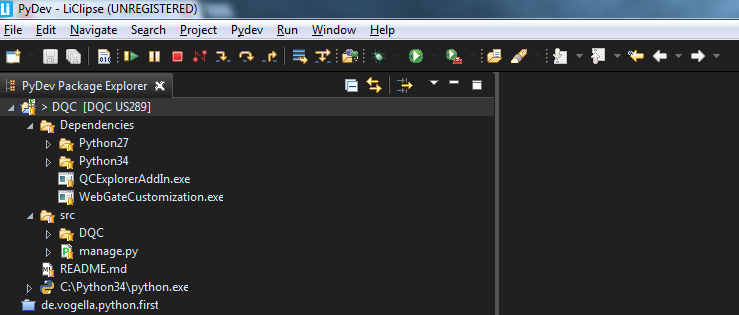 Li PyDev - LiClipse (UNREGISTERED)
File Edit Navigate Search Project Pydev Run Window Help
010
PyDev Package Explorer
> DQC [DQC US289]
Dependencies
Python27
Python34
QCExplorerAddIn.exe
WebGateCustomization.exe
src
DQC
manage.py
README.md
C:\Python34\python.exe
de.vogella.python.first